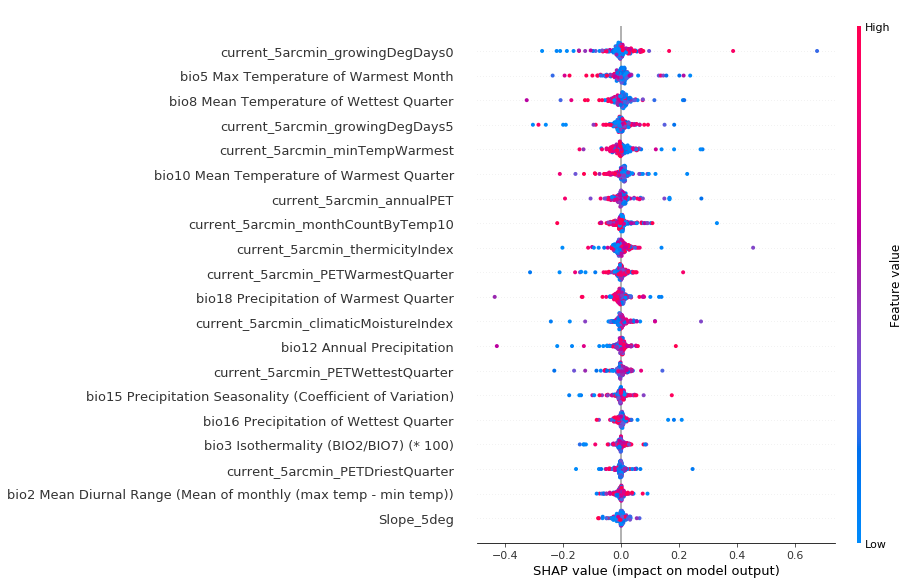 High
current_5arcmin_growingDegDays0
bio5 Max Temperature of Warmest Month
bio8 Mean Temperature of Wettest Quarter
current_5arcmin_growingDegDays5
current_5arcmin_minTempWarmest
bio10 Mean Temperature of Warmest Quarter
current_5arcmin_annualPET
current_5arcmin_monthCountByTemp10
current_5arcmin_thermicityIndex
current_5arcmin_PETWarmestQuarter
bio18 Precipitation of Warmest Quarter
current_5arcmin_climaticMoistureIndex
bio12 Annual Precipitation
current_5arcmin_PETWettestQuarter
bio15 Precipitation Seasonality (Coefficient of Variation)
bio16 Precipitation of Wettest Quarter
bio3 Isothermality (BIO2/BIO7) (* 100)
current_5arcmin_PETDriestQuarter
bio2 Mean Diurnal Range (Mean of monthly (max temp - min temp))
Slope_5deg
Feature value
Low
−0.4 −0.2 0.0 0.2 0.4 0.6
SHAP value (impact on model output)